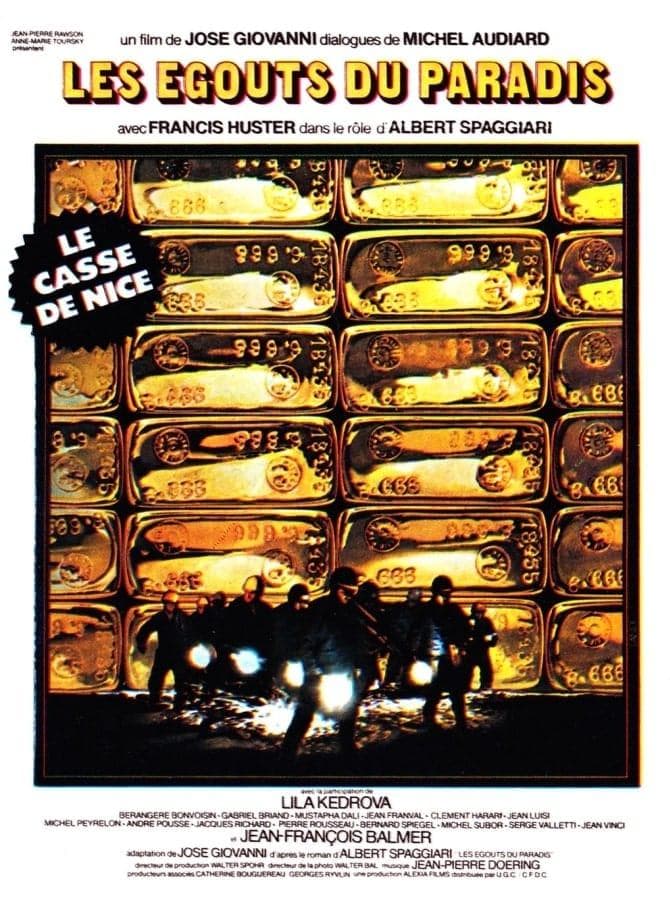 JEAN-PIERRE RAWSON
ANNE-MARIE TOURSKY
présentent
un film de JOSE GIOVANNI dialogues de MICHEL AUDIARD
LES EGOUTS DU PARADIS
avec FRANCIS HUSTER dans le rôle d'ALBERT SPAGGIARI
LE
CASSE
DE NICE
avec la participation de
LILA KEDROVA
BERANGERE BONVOISIN - GABRIEL BRIAND - MUSTAPHA DALI - JEAN FRANVAL - CLEMENT HARARI - JEAN LUISI
MICHEL PEYRELON - ANDRE POUSSE - JACQUES RICHARD - PIERRE ROUSSEAU - BERNARD SPIEGEL - MICHEL SUBOR - SERGE VALLETTI - JEAN VINCI
et JEAN-FRANÇOIS BALMER
adaptation de JOSE GIOVANNI d'après le roman d'ALBERT SPAGGIARI "LES EGOUTS DU PARADIS"
directeur de production WALTER SPOHR directeur de la photo WALTER BAL musique JEAN-PIERRE DOERING
producteurs associés CATHERINE BOUGUEREAU GEORGES RYVLIN une production ALEXIA FILMS distribuée par U.G.C. - C.F.D.C.